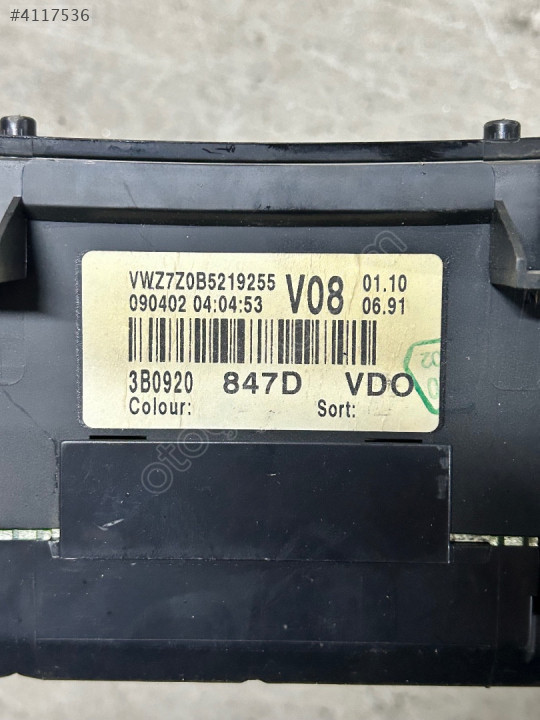 #4117536
VWZ7Z0B5219255 V08 01.10
090402 04:04:53 06.91
3B0920 847D VDO
Colour: Sort: